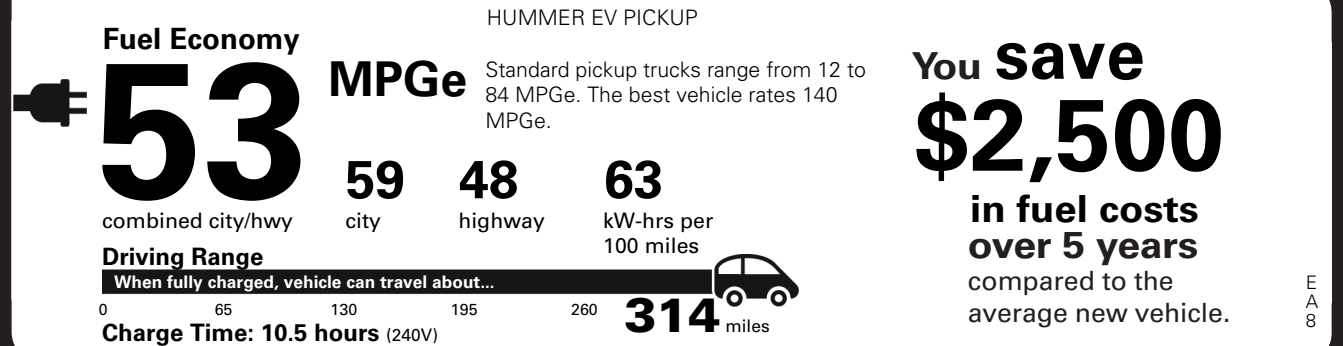 HUMMER EV PICKUP
Fuel Economy
53
MPGe
Standard pickup trucks range from 12 to
84 MPGe. The best vehicle rates 140
MPGe.
combined city/hwy
59
city
48
highway
63
kW-hrs per
100 miles
Driving Range
When fully charged, vehicle can travel about...
0 65 130 195 260 314 miles
Charge Time: 10.5 hours (240V)
You save
$2,500
in fuel costs
over 5 years
compared to the
average new vehicle.
E
A
8